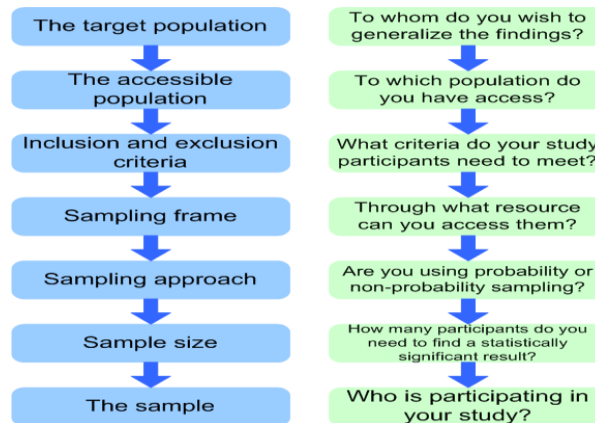 The target population
To whom do you wish to
generalize the findings?
The accessible
population
To which population do
you have access?
Inclusion and exclusion
criteria
What criteria do your study
participants need to meet?
Sampling frame
Through what resource
can you access them?
Sampling approach
Are you using probability or
non-probability sampling?
Sample size
How many participants do you
need to find a statistically
significant result?
The sample
Who is participating in
your study?